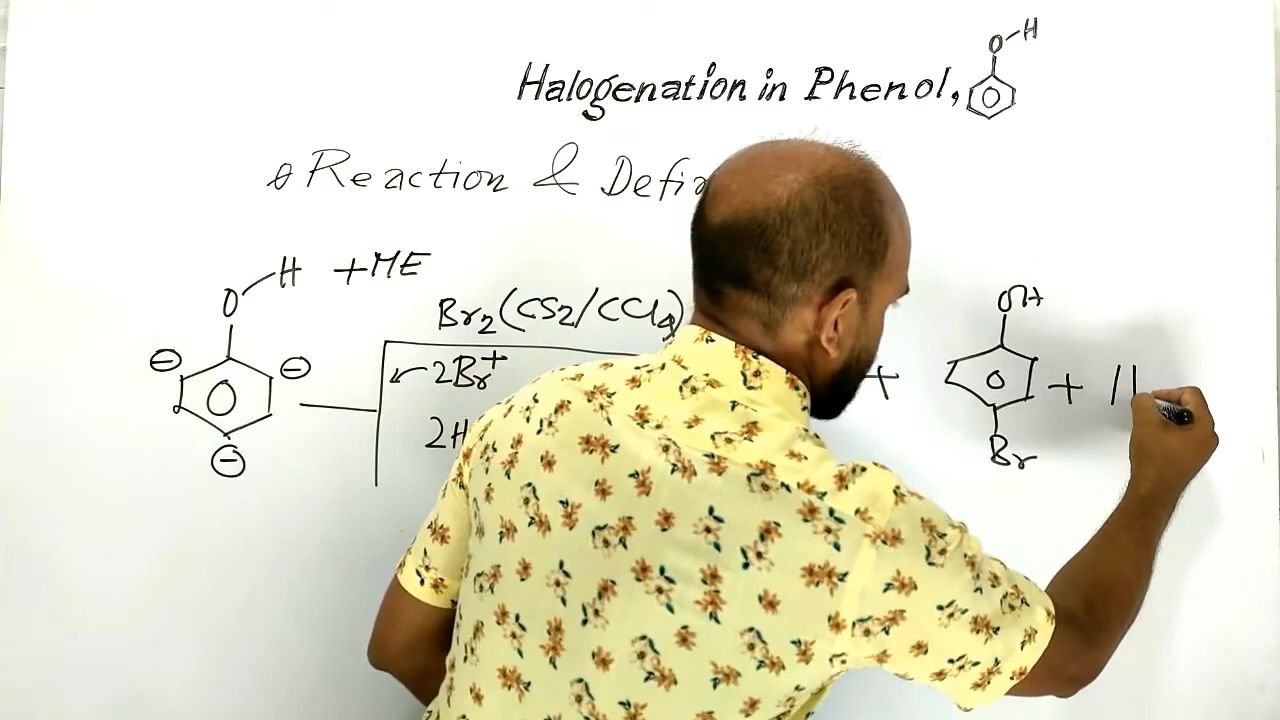 Halogenation in Phenol, O-H
Reaction & Defi
O H +ME
Br2(CS2/CCl4)
2Br+
2H
+ OH Br +